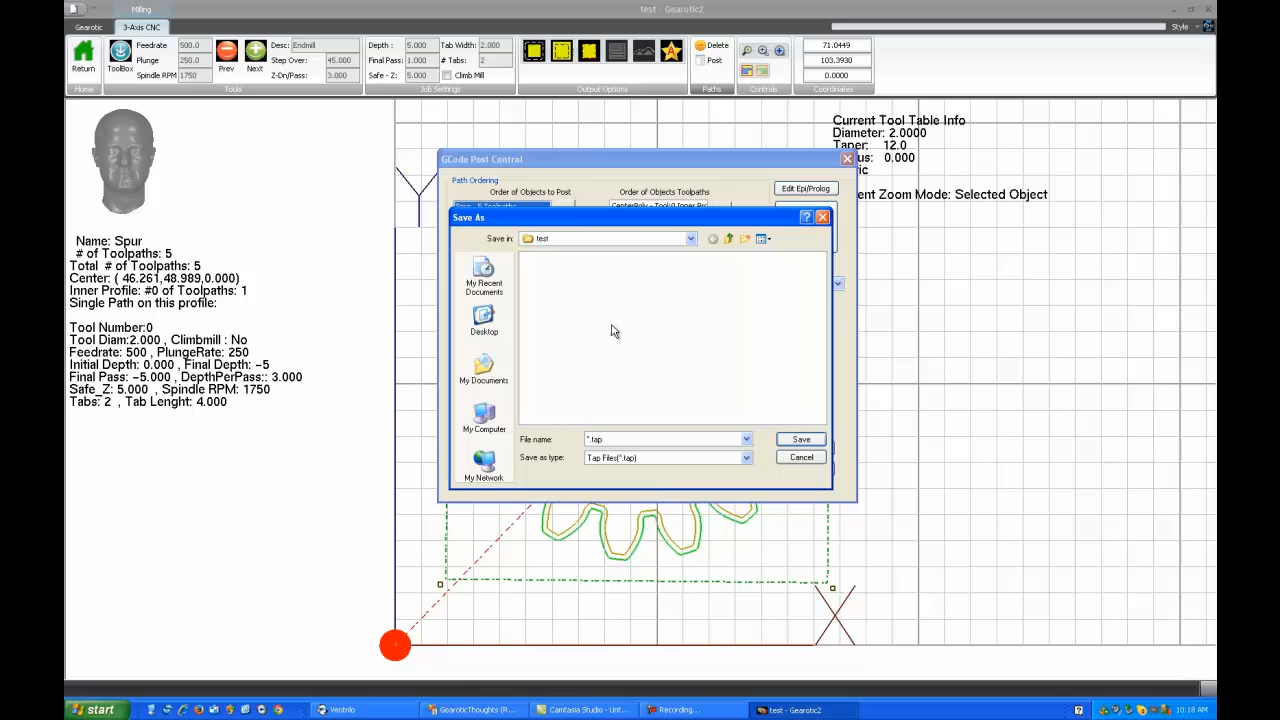 Milling
test - Gearotic2
Gearotic
3-Axis CNC
Style
Return
ToolBox
Feedrate 500.0
Plunge 250.0
Spindle RPM 1750
Prev
Next
Desc: Endmill
Step Over: 45.000
Z-Dn/Pass: 3.000
Depth : 5.000
Final Pass: 1.000
Safe - Z: 5.000
Tab Width: 2.000
# Tabs: 2
Climb Mill
Delete
Post
71.0449
103.3930
0.0000
Home
Tools
Job Settings
Output Options
Paths
Controls
Coordinates
Name: Spur
# of Toolpaths: 5
Total # of Toolpaths: 5
Center: ( 46.261,48.989,0.000)
Inner Profile: #0 of Toolpaths: 1
Single Path on this profile:
Tool Number:0
Tool Diam:2.000 , Climbmill : No
Feedrate: 500 , PlungeRate: 250
Initial Depth: 0.000 , Final Depth: -5
Final Pass: -5.000 , DepthPerPass:: 3.000
Safe_Z: 5.000 , Spindle RPM: 1750
Tabs: 2 , Tab Lenght: 4.000
Current Tool Table Info
Diameter: 2.0000
Taper: 12.0
0.000
Zoom Mode: Selected Object
GCode Post Control
Path Ordering
Order of Objects to Post
Order of Objects Toolpaths
Edit Epi/Prolog
Save As
Save in: test
My Recent Documents
Desktop
My Documents
My Computer
My Network
File name: *.tap
Save as type: Tap Files(*.tap)
Save
Cancel
Y
X
start
Ventrilo
GearoticThoughts (R...
Camtasia Studio - Unt...
Recording...
test - Gearotic2
10:18 AM